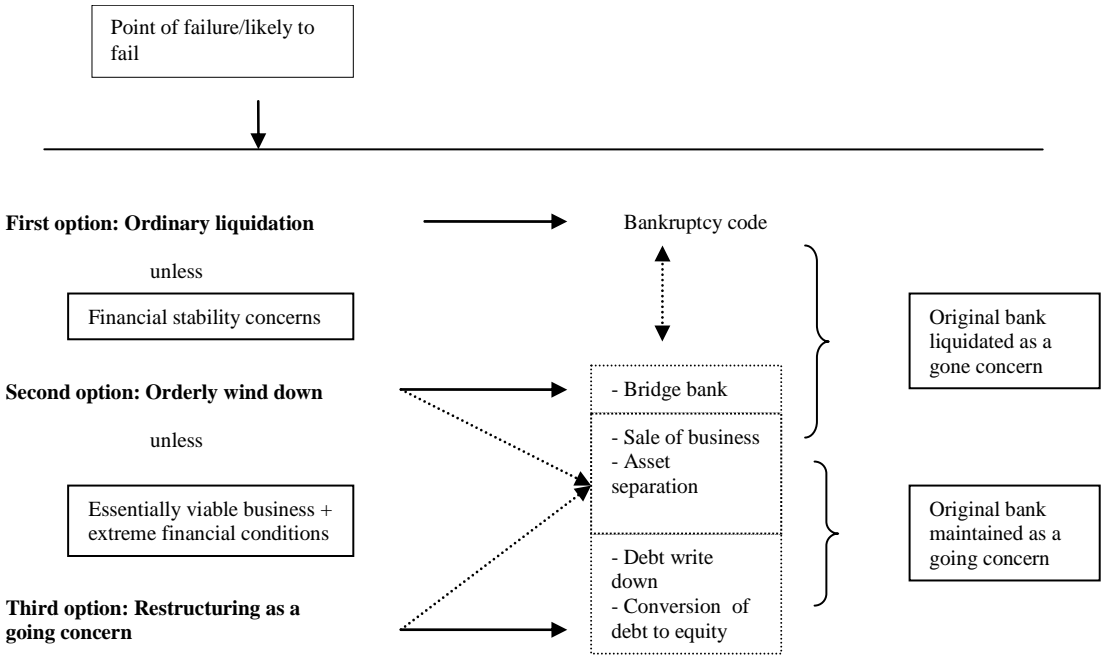 Point of failure/likely to
fail
First option: Ordinary liquidation
Bankruptcy code
unless
Financial stability concerns
Original bank
liquidated as a
gone concern
Second option: Orderly wind down
- Bridge bank
unless
- Sale of business
- Asset
separation
Essentially viable business +
extreme financial conditions
Original bank
maintained as a
going concern
- Debt write
down
- Conversion of
debt to equity
Third option: Restructuring as a
going concern